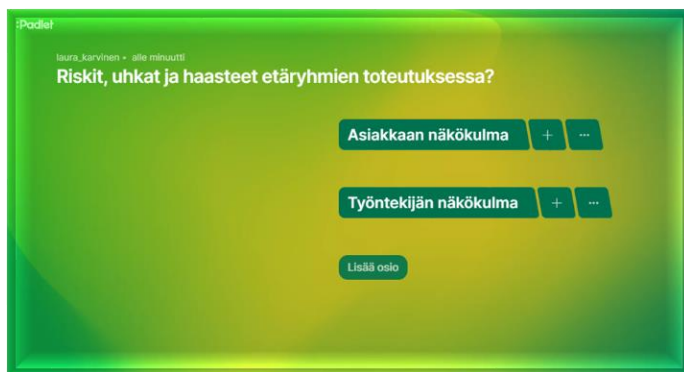 :Padlet
laura_karvinen • alle minuutti
Riskit, uhkat ja haasteet etäryhmien toteutuksessa?
Asiakkaan näkökulma + ...
Työntekijän näkökulma + ...
Lisää osio